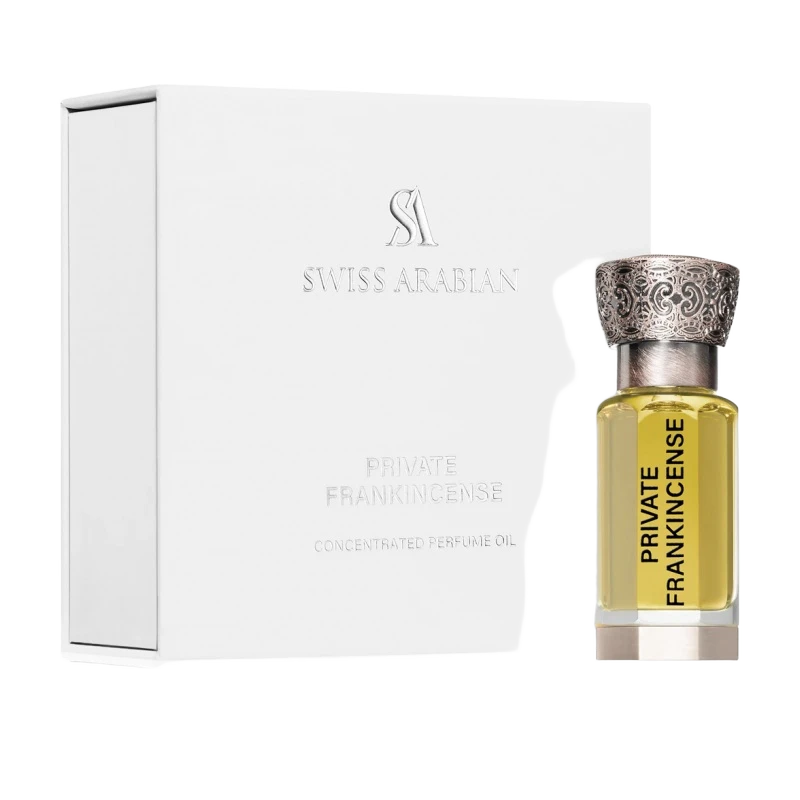 SA
SWISS ARABIAN
PRIVATE
FRANKINCENSE
CONCENTRATED PERFUME OIL
PRIVATE
FRANKINCENSE